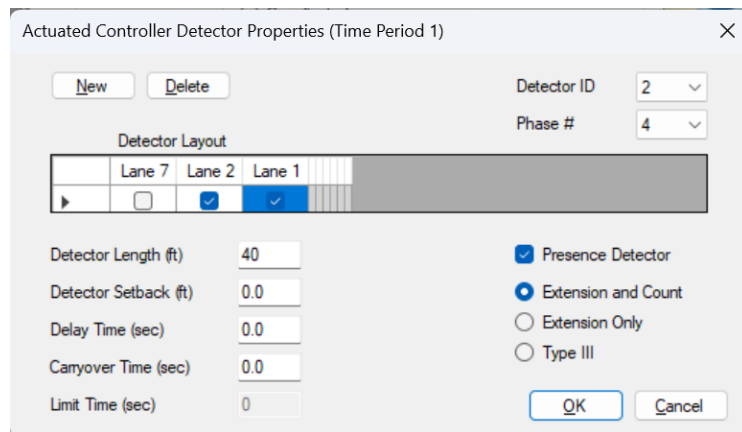 Actuated Controller Detector Properties (Time Period 1)
New Delete Detector ID 2
Phase # 4
Detector Layout
Lane 7 Lane 2 Lane 1
Detector Length (ft) 40 Presence Detector
Detector Setback (ft) 0.0 Extension and Count
Delay Time (sec) 0.0 Extension Only
Carryover Time (sec) 0.0 Type III
Limit Time (sec) 0 OK Cancel